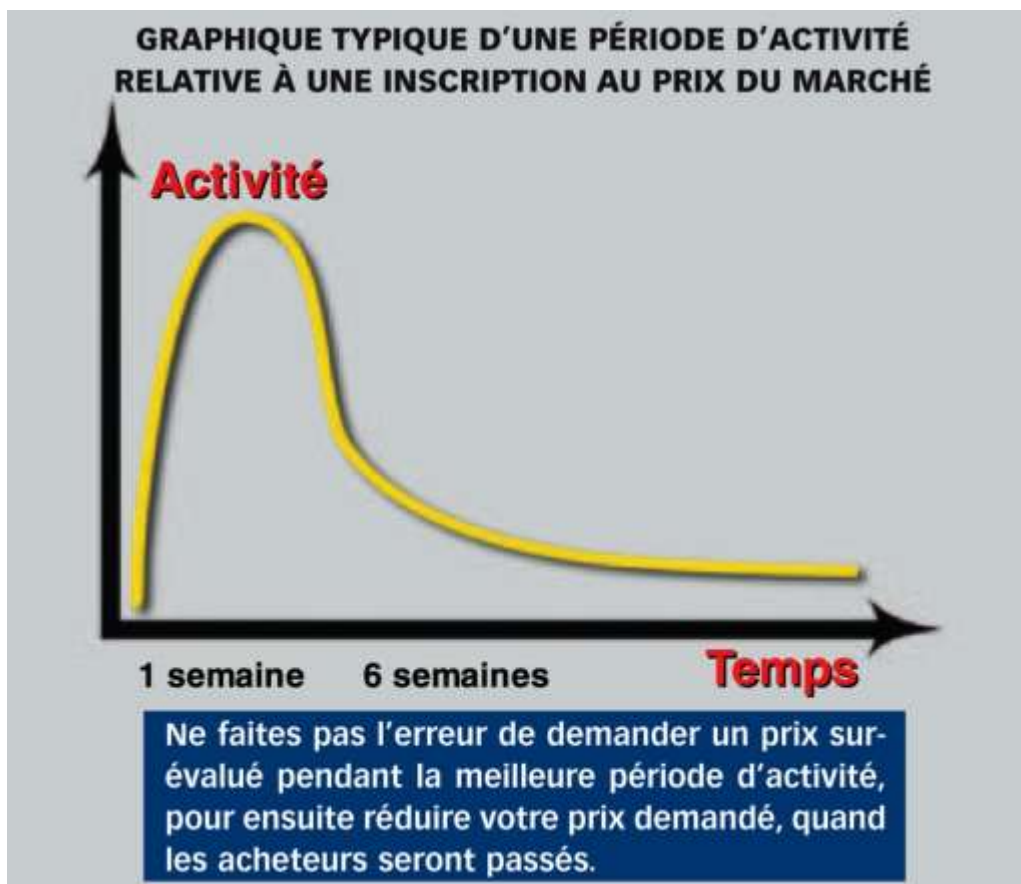 GRAPHIQUE TYPIQUE D'UNE PÉRIODE D'ACTIVITÉ
RELATIVE À UNE INSCRIPTION AU PRIX DU MARCHÉ
Activité
1 semaine 6 semaines Temps
Ne faites pas l'erreur de demander un prix sur-
évalué pendant la meilleure période d'activité,
pour ensuite réduire votre prix demandé, quand
les acheteurs seront passés.